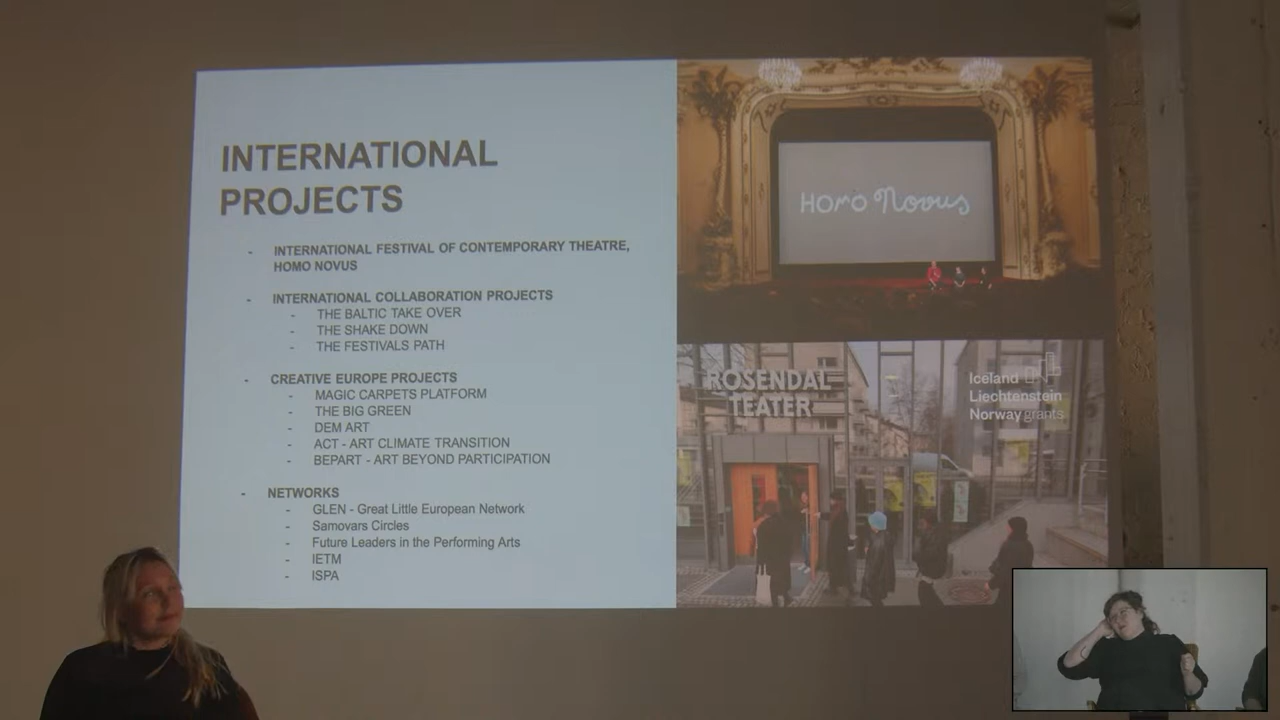 INTERNATIONAL
PROJECTS
- INTERNATIONAL FESTIVAL OF CONTEMPORARY THEATRE,
HOMO NOVUS
- INTERNATIONAL COLLABORATION PROJECTS
- THE BALTIC TAKE OVER
- THE SHAKE DOWN
- THE FESTIVALS PATH
- CREATIVE EUROPE PROJECTS
- MAGIC CARPETS PLATFORM
- THE BIG GREEN
- DEM ART
- ACT - ART CLIMATE TRANSITION
- BEPART - ART BEYOND PARTICIPATION
- NETWORKS
- GLEN - Great Little European Network
- Samovars Circles
- Future Leaders in the Performing Arts
- IETM
- ISPA
HOMO Novus
ROSENDAL
TEATER
Iceland
Liechtenstein
Norway grants